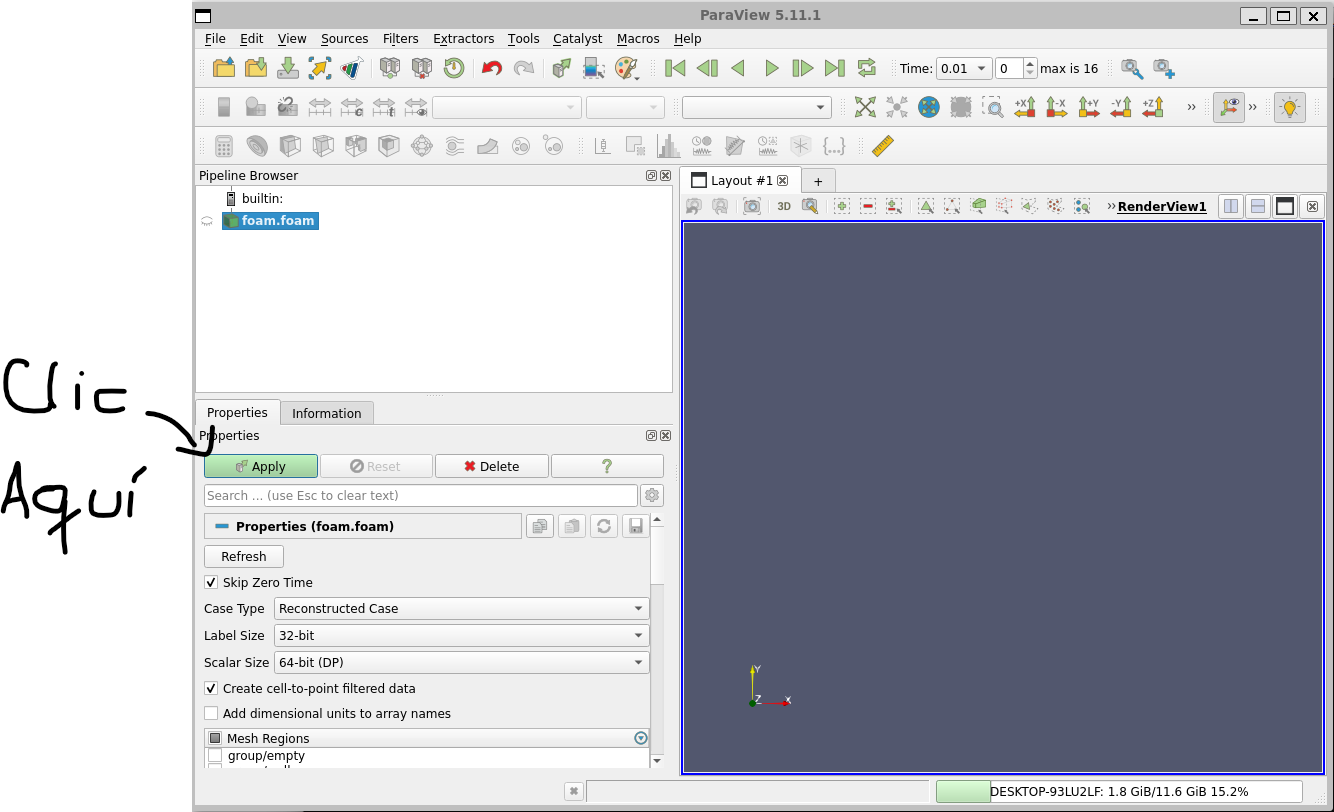 ParaView 5.11.1
File Edit View Sources Filters Extractors Tools Catalyst Macros Help
Time: 0.01 0 max is 16
+X -X +Y -Y +Z
Pipeline Browser
builtin:
foam.foam
Layout #1
+
3D
RenderView1
Clic
Aquí
Properties Information
Properties
Apply Reset Delete ?
Search ... (use Esc to clear text)
Properties (foam.foam)
Refresh
Skip Zero Time
Case Type Reconstructed Case
Label Size 32-bit
Scalar Size 64-bit (DP)
Create cell-to-point filtered data
Add dimensional units to array names
Mesh Regions
group/empty
Y
Z
X
DESKTOP-93LU2LF: 1.8 GiB/11.6 GiB 15.2%